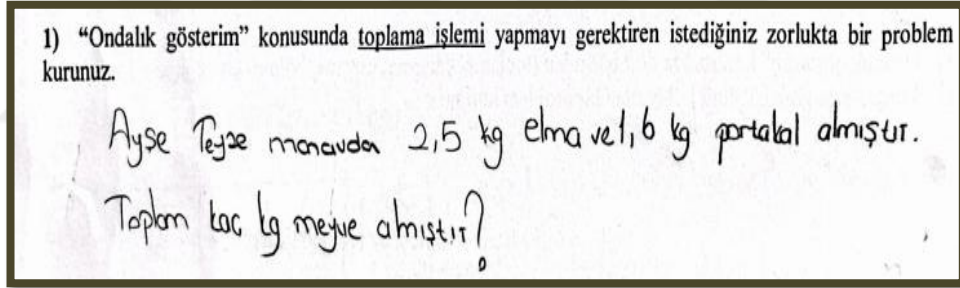 1) “Ondalık gösterim” konusunda toplama işlemi yapmayı gerektiren istediğiniz zorlukta bir problem
kurunuz.
Ayşe Teyze manavdan 2,5 kg elma ve 1,6 kg portakal almıştır.
Toplam kaç kg meyve almıştır?